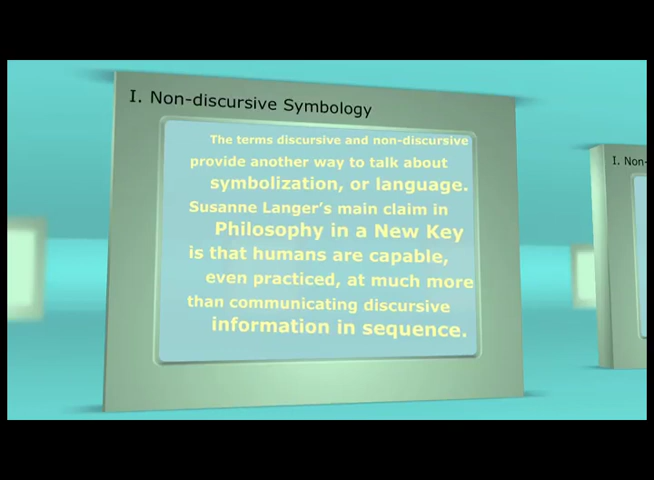 I. Non-discursive Symbology
The terms discursive and non-discursive
provide another way to talk about
symbolization, or language.
Susanne Langer's main claim in
Philosophy in a New Key
is that humans are capable,
even practiced, at much more
than communicating discursive
information in sequence.
I. Non-